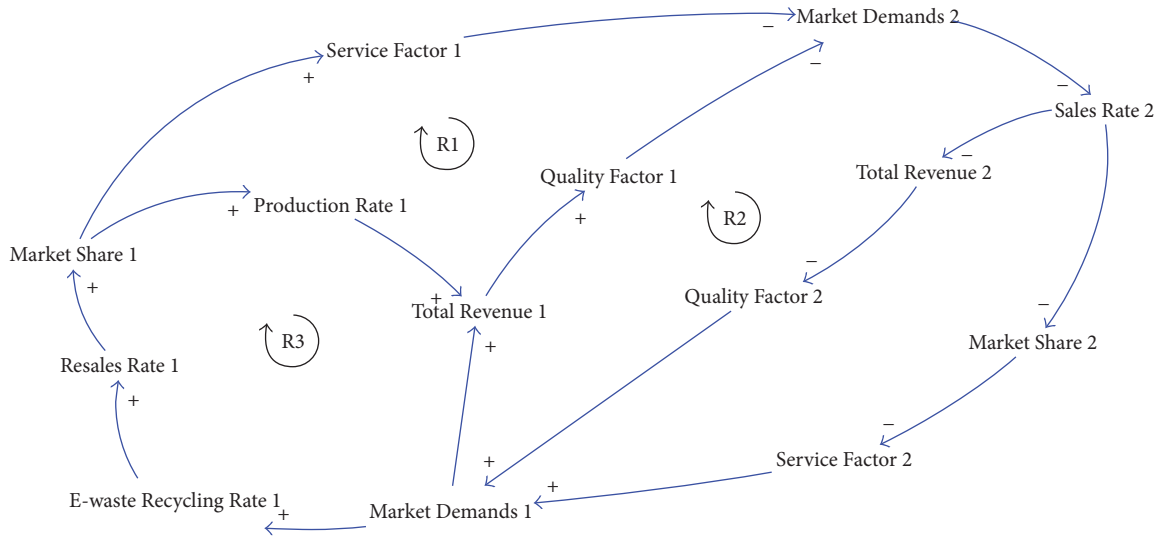 Market Demands 2
−
Service Factor 1
+
−
−
Sales Rate 2
R1
−
Total Revenue 2
Quality Factor 1
+
Production Rate 1
+
R2
Market Share 1
−
+
Quality Factor 2
+
Total Revenue 1
−
R3
+
Market Share 2
Resales Rate 1
+
−
Service Factor 2
+
+
E-waste Recycling Rate 1
+
Market Demands 1